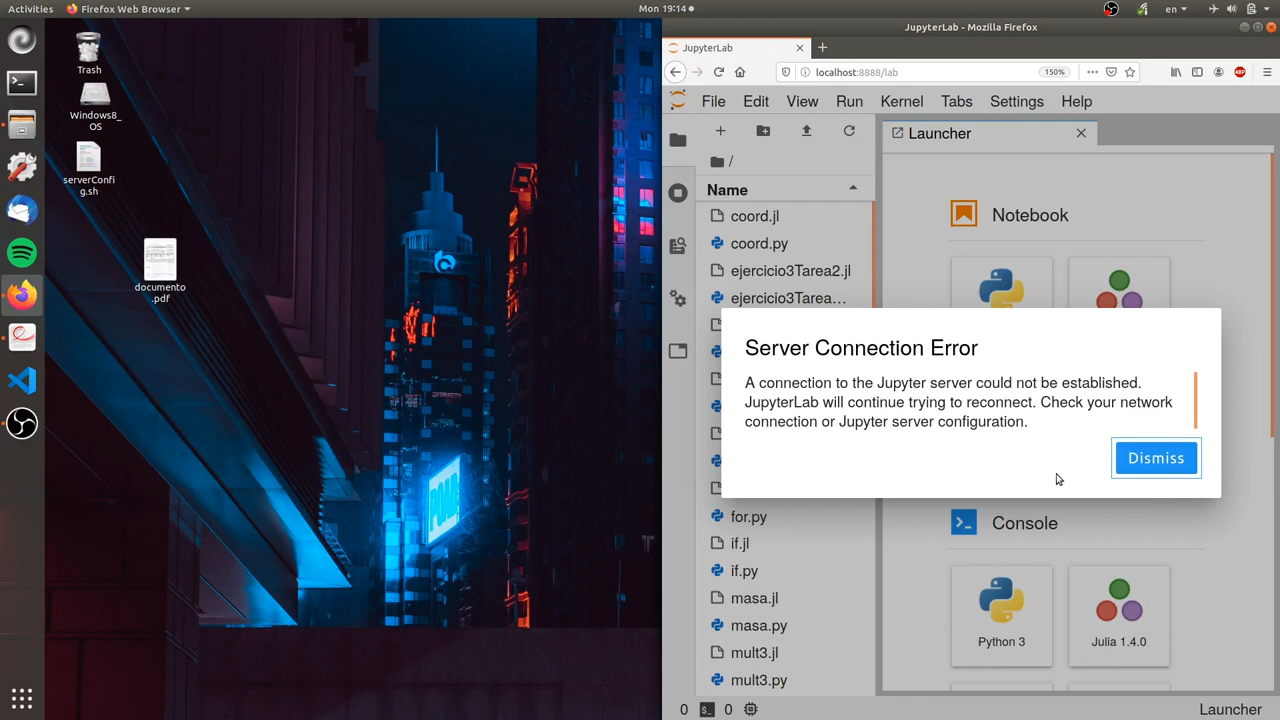 Activities
Firefox Web Browser
Mon 19:14
en
Trash
Windows8_
OS
serverConfi
g.sh
documento
.pdf
JupyterLab - Mozilla Firefox
JupyterLab
localhost:8888/lab
150%
ABP
File
Edit
View
Run
Kernel
Tabs
Settings
Help
Launcher
/
Name
coord.jl
coord.py
ejercicio3Tarea2.jl
ejercicio3Tarea…
Notebook
Server Connection Error
A connection to the Jupyter server could not be established.
JupyterLab will continue trying to reconnect. Check your network
connection or Jupyter server configuration.
Dismiss
for.py
if.jl
if.py
masa.jl
masa.py
mult3.jl
mult3.py
Console
Python 3
Julia 1.4.0
0
0
Launcher